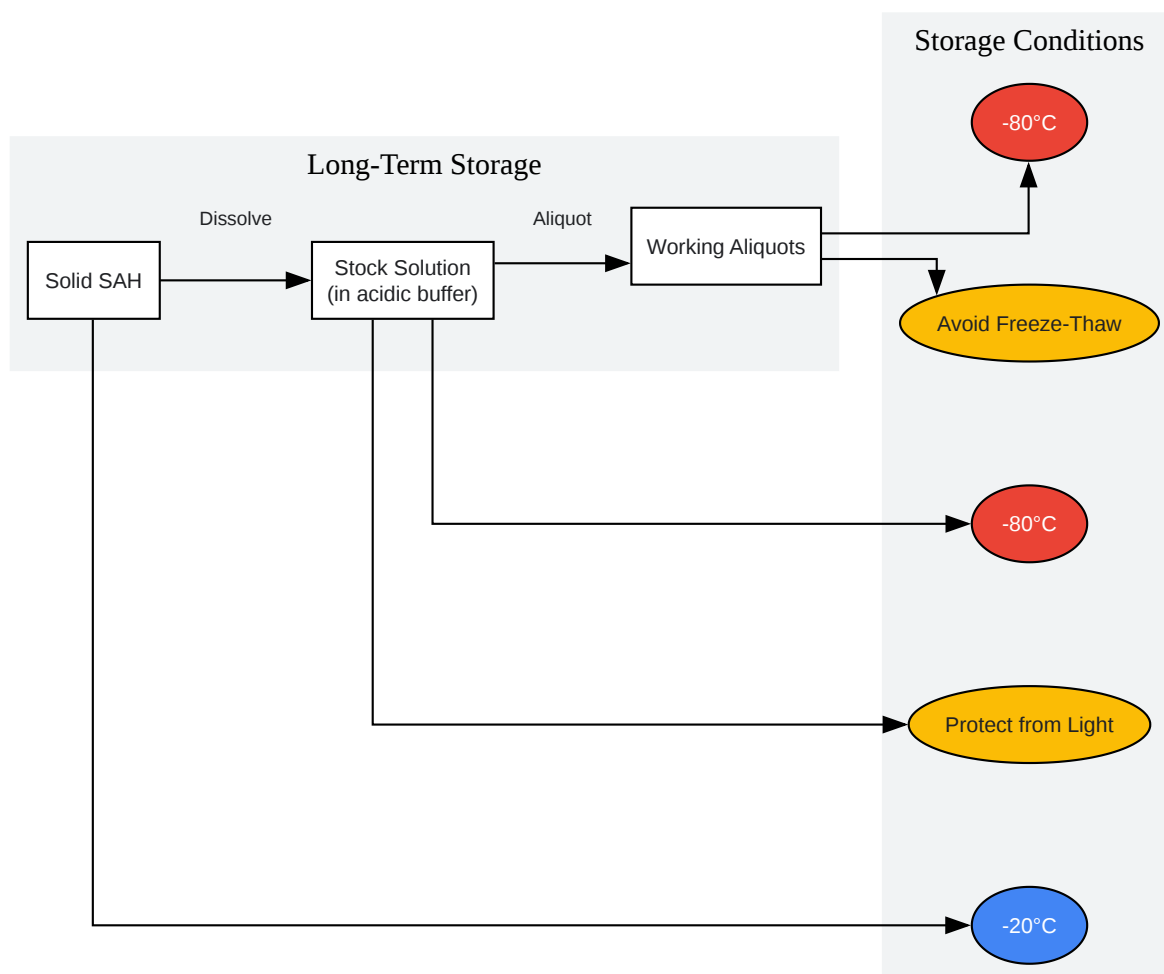 Storage Conditions
-80°C
Long-Term Storage
Dissolve
Aliquot
Solid SAH
Stock Solution
(in acidic buffer)
Working Aliquots
Avoid Freeze-Thaw
-80°C
Protect from Light
-20°C